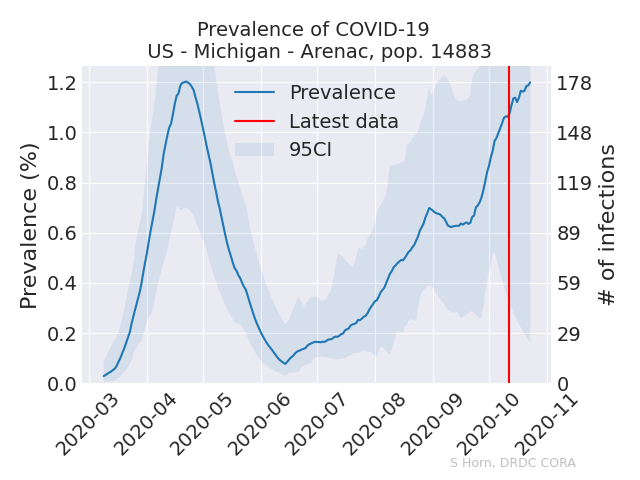 Prevalence of COVID-19
US - Michigan - Arenac, pop. 14883
Prevalence (%)
1.2
1.0
0.8
0.6
0.4
0.2
0.0
Prevalence
Latest data
95CI
178
148
119
89
59
29
0
# of infections
2020-03
2020-04
2020-05
2020-06
2020-07
2020-08
2020-09
2020-10
2020-11
S Horn, DRDC CORA